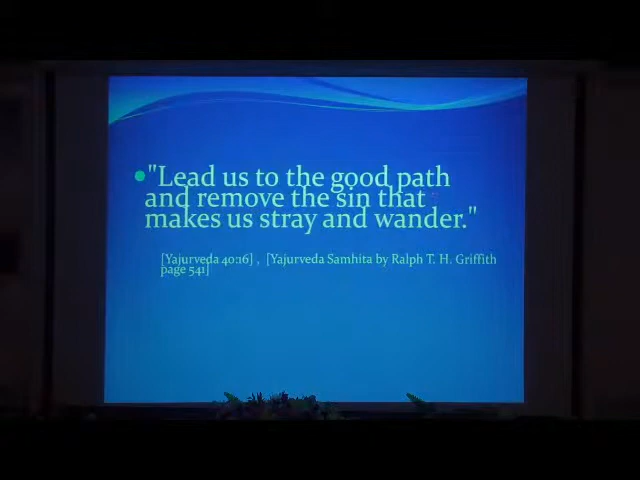 •"Lead us to the good path
and remove the sin that
makes us stray and wander."
[Yajurveda 40:16] , [Yajurveda Samhita by Ralph T. H. Griffith
page 541]